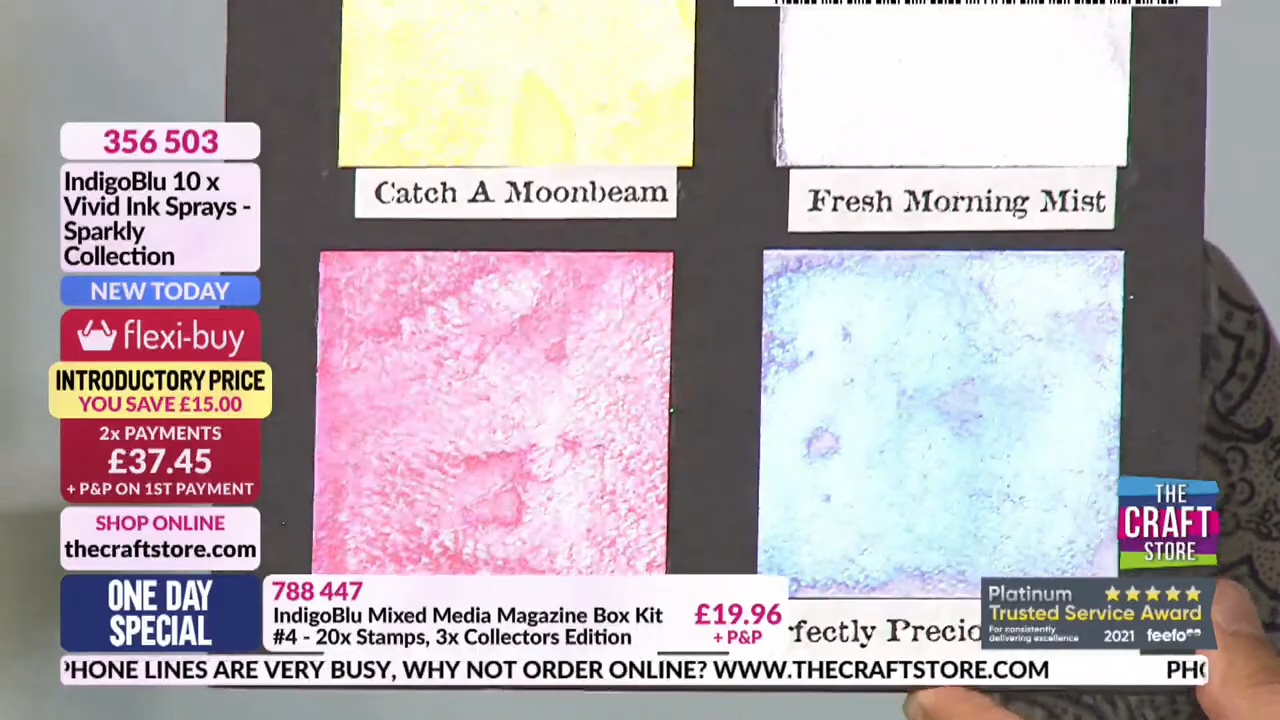 Catch A Moonbeam
Fresh Morning Mist
356 503
IndigoBlu 10 x
Vivid Ink Sprays -
Sparkly
Collection
NEW TODAY
flexi-buy
INTRODUCTORY PRICE
YOU SAVE £15.00
2x PAYMENTS
£37.45
+ P&P ON 1ST PAYMENT
SHOP ONLINE
thecraftstore.com
THE
CRAFT
STORE
ONE DAY
SPECIAL
788 447
IndigoBlu Mixed Media Magazine Box Kit
#4 - 20x Stamps, 3x Collectors Edition
£19.96
+ P&P
rfectly Precio
Platinum
Trusted Service Award
For consistently
delivering excellence
2021 feefo
PHONE LINES ARE VERY BUSY, WHY NOT ORDER ONLINE? WWW.THECRAFTSTORE.COM
PHO